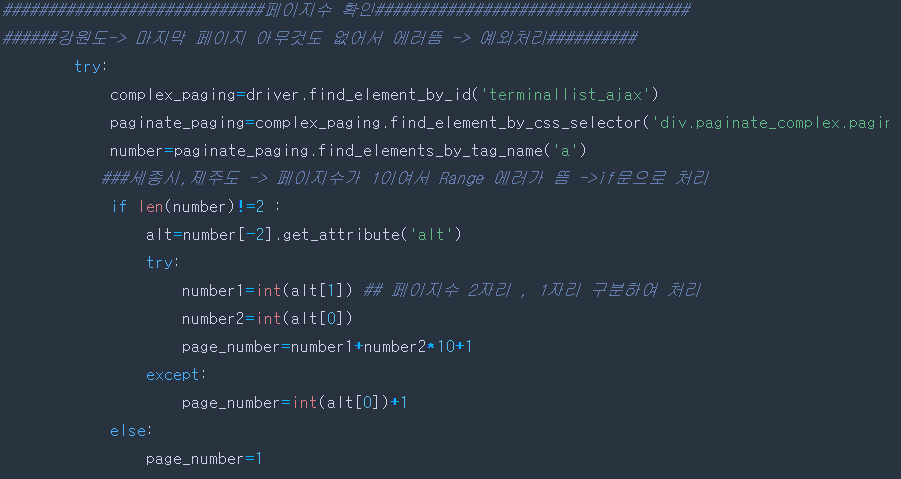 #############################페이지수 확인###################################
######강원도-> 마지막 페이지 아무것도 없어서 에러뜸 -> 예외처리##########
try:
complex_paging=driver.find_element_by_id('terminallist_ajax')
paginate_paging=complex_paging.find_element_by_css_selector('div.paginate_complex.pagin
number=paginate_paging.find_elements_by_tag_name('a')
###세종시,제주도 -> 페이지수가 1이여서 Range 에러가 뜸 ->if문으로 처리
if len(number)!=2 :
alt=number[-2].get_attribute('alt')
try:
number1=int(alt[1]) ## 페이지수 2자리 , 1자리 구분하여 처리
number2=int(alt[0])
page_number=number1+number2*10+1
except:
page_number=int(alt[0])+1
else:
page_number=1